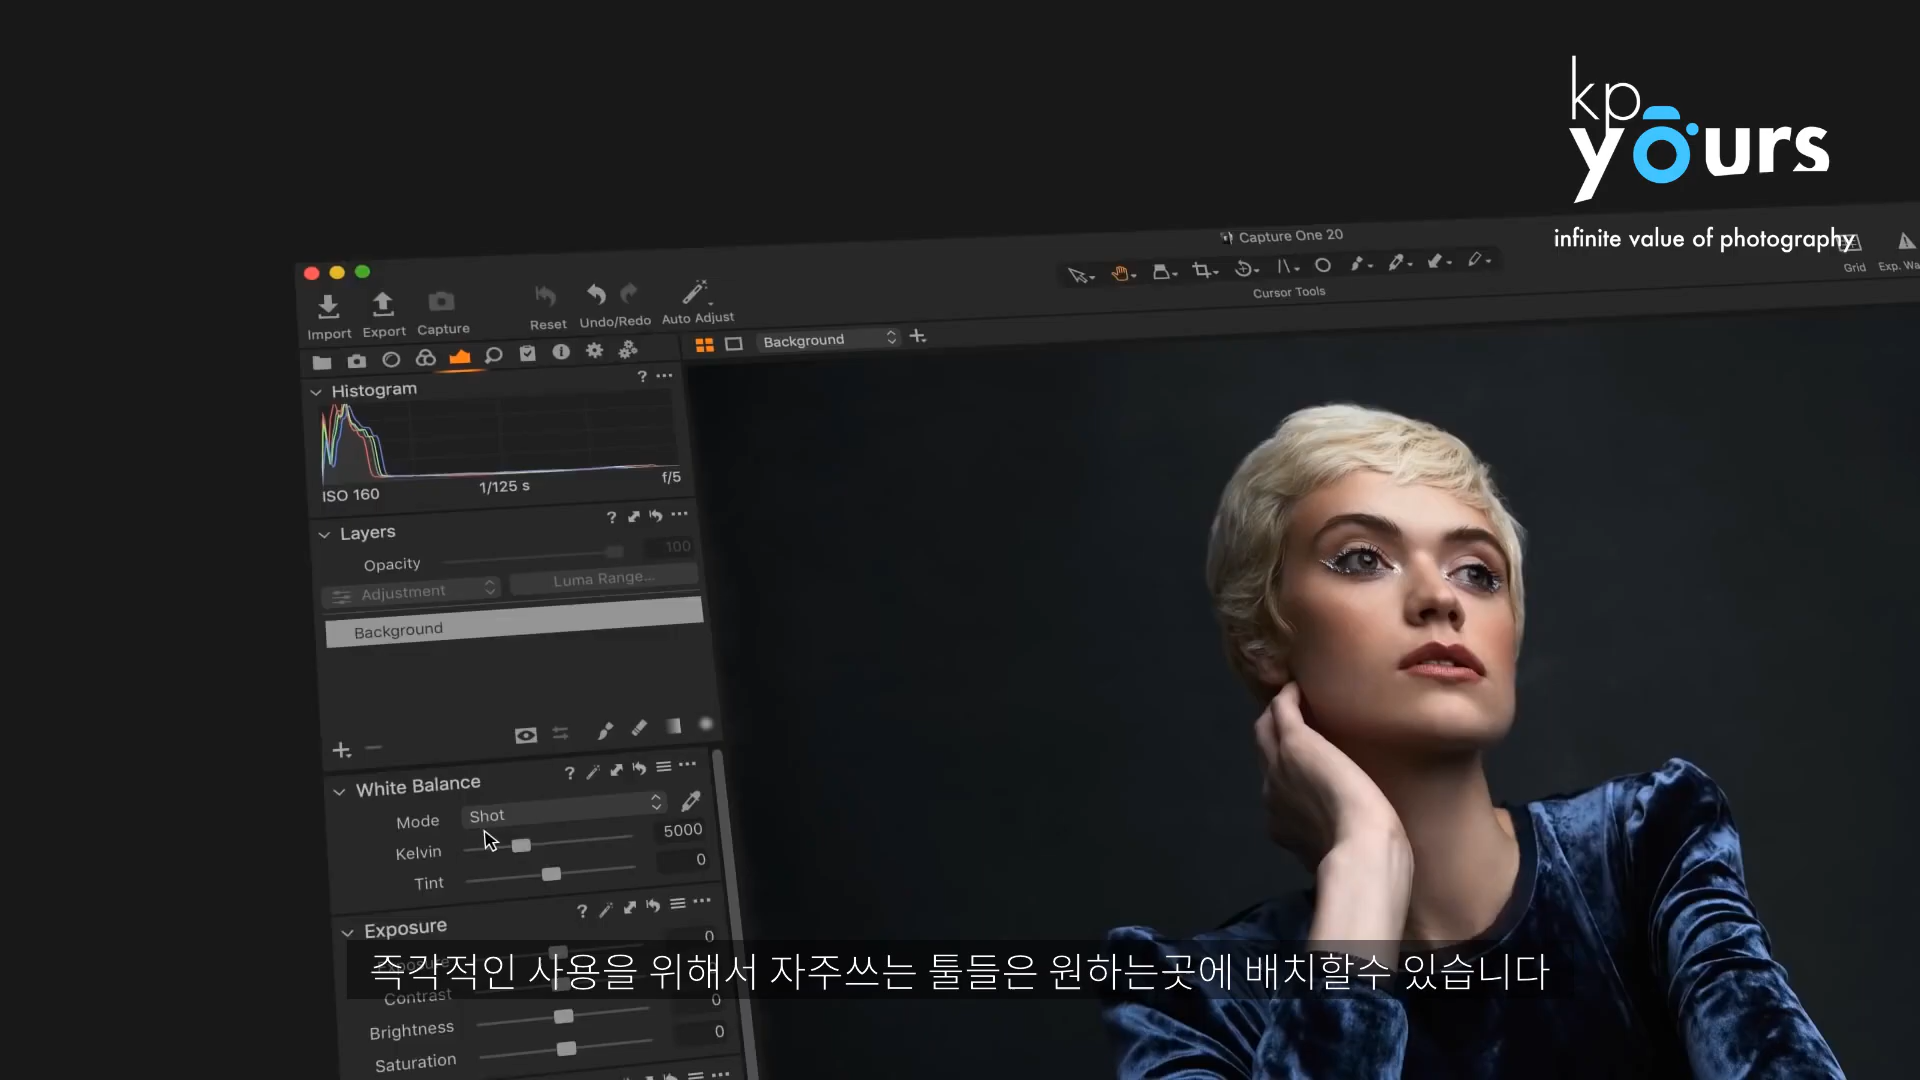 kp
yours
infinite value of photography
Capture One 20
Import Export Capture Reset Undo/Redo Auto Adjust
Cursor Tools
Grid Exp.
Background
Histogram
ISO 160 1/125 s f/5
Layers
Opacity 100
Adjustment Luma Range...
Background
White Balance
Mode Shot
Kelvin 5000
Tint 0
Exposure
0
즉각적인 사용을 위해서 자주쓰는 툴들은 원하는곳에 배치할수 있습니다
Contrast 0
Brightness 0
Saturation